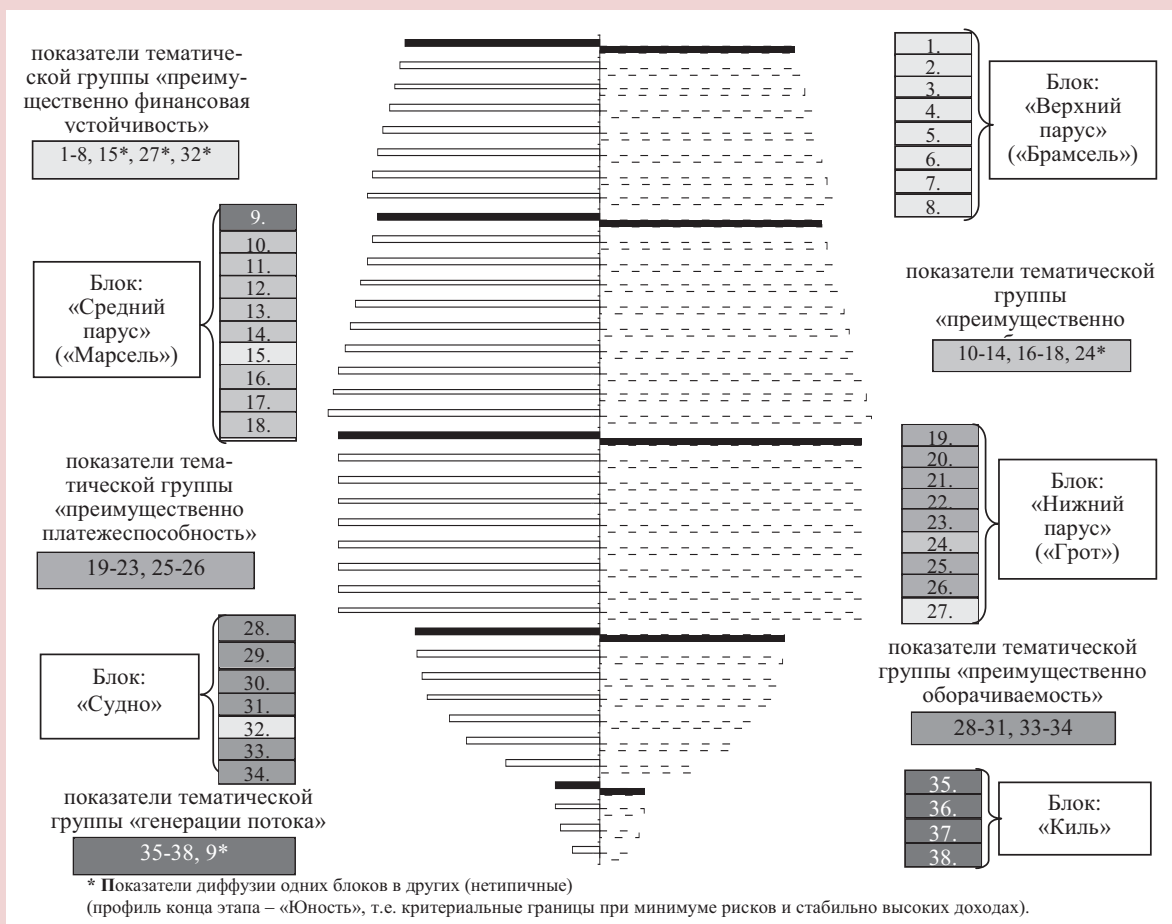 показатели тематиче-
ской группы «преиму-
щественно финансовая
устойчивость»
1-8, 15*, 27*, 32*
1.
2.
3.
4.
5.
6.
7.
8.
Блок:
«Верхний
парус»
(«Брамсель»)
Блок:
«Средний
парус»
(«Марсель»)
9.
10.
11.
12.
13.
14.
15.
16.
17.
18.
показатели тематической
группы
«преимущественно
10-14, 16-18, 24*
показатели тема-
тической группы
«преимущественно
платежеспособность»
19-23, 25-26
19.
20.
21.
22.
23.
24.
25.
26.
27.
Блок:
«Нижний
парус»
(«Грот»)
Блок:
«Судно»
28.
29.
30.
31.
32.
33.
34.
показатели тематической
группы «преимущественно
оборачиваемость»
28-31, 33-34
показатели тематической
группы «генерации потока»
35-38, 9*
35.
36.
37.
38.
Блок:
«Киль»
* Показатели диффузии одних блоков в других (нетипичные)
(профиль конца этапа – «Юность», т.е. критериальные границы при минимуме рисков и стабильно высоких доходах).